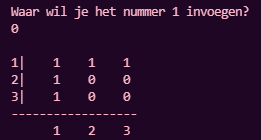 Waar wil je het nummer 1 invoegen?
0
1|    1    1    1
2|    1    0    0
3|    1    0    0
------------------
      1    2    3